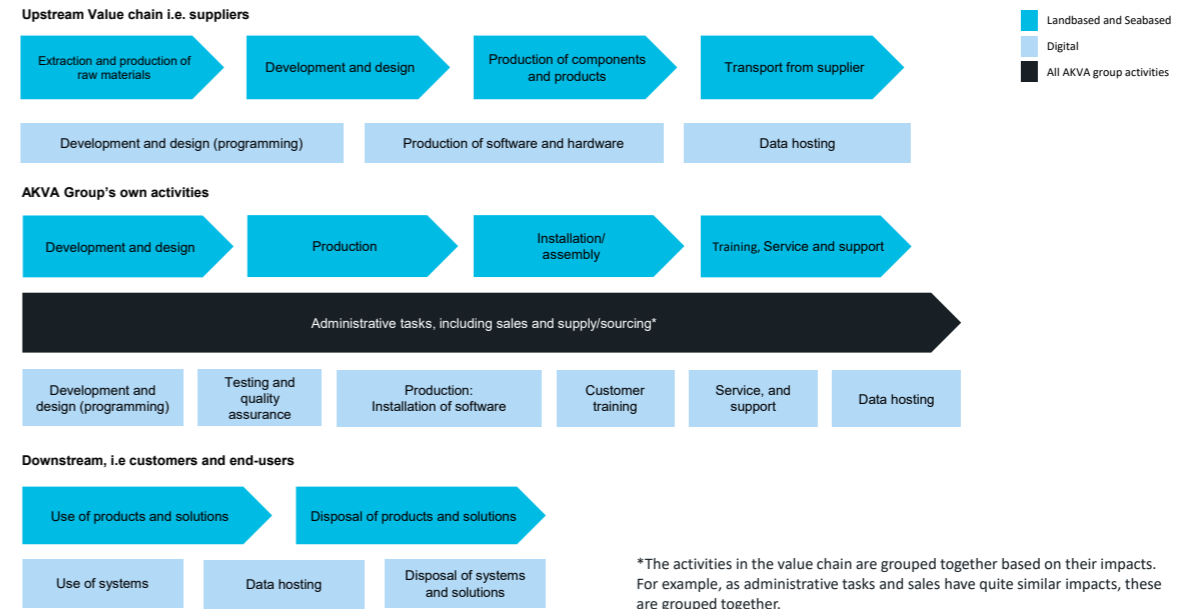 Upstream Value chain i.e. suppliers
Landbased and Seabased
Digital
All AKVA group activities
Extraction and production of
raw materials
Development and design
Production of components
and products
Transport from supplier
Development and design (programming)
Production of software and hardware
Data hosting
AKVA Group's own activities
Development and design
Production
Installation/
assembly
Training, Service and support
Administrative tasks, including sales and supply/sourcing*
Development and
design (programming)
Testing and
quality
assurance
Production:
Installation of software
Customer
training
Service, and
support
Data hosting
Downstream, i.e customers and end-users
Use of products and solutions
Disposal of products and solutions
Use of systems
Data hosting
Disposal of systems
and solutions
*The activities in the value chain are grouped together based on their impacts.
For example, as administrative tasks and sales have quite similar impacts, these
are grouped together.